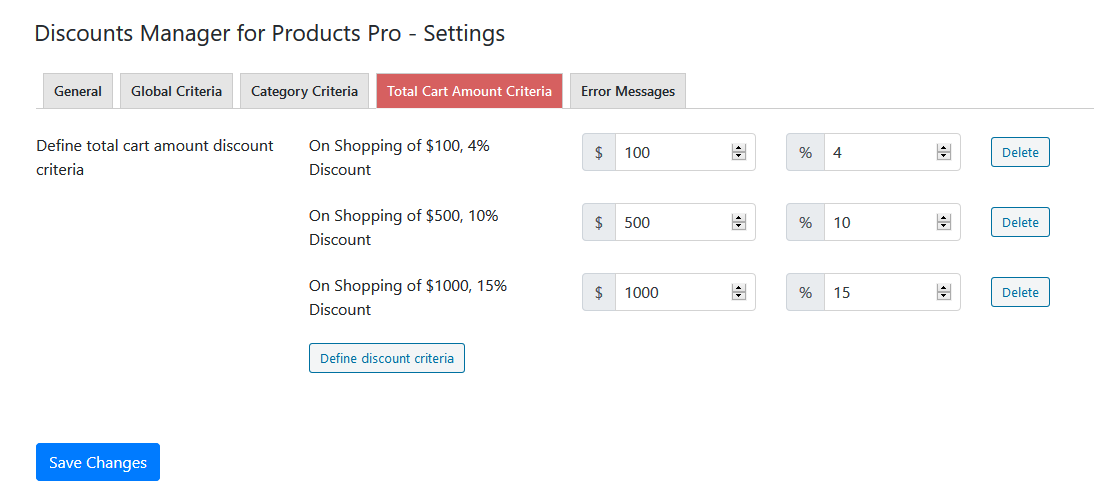 Discounts Manager for Products Pro - Settings
General Global Criteria Category Criteria Total Cart Amount Criteria Error Messages
Define total cart amount discount
criteria
On Shopping of $100, 4%
Discount
$ 100 % 4 Delete
On Shopping of $500, 10%
Discount
$ 500 % 10 Delete
On Shopping of $1000, 15%
Discount
$ 1000 % 15 Delete
Define discount criteria
Save Changes